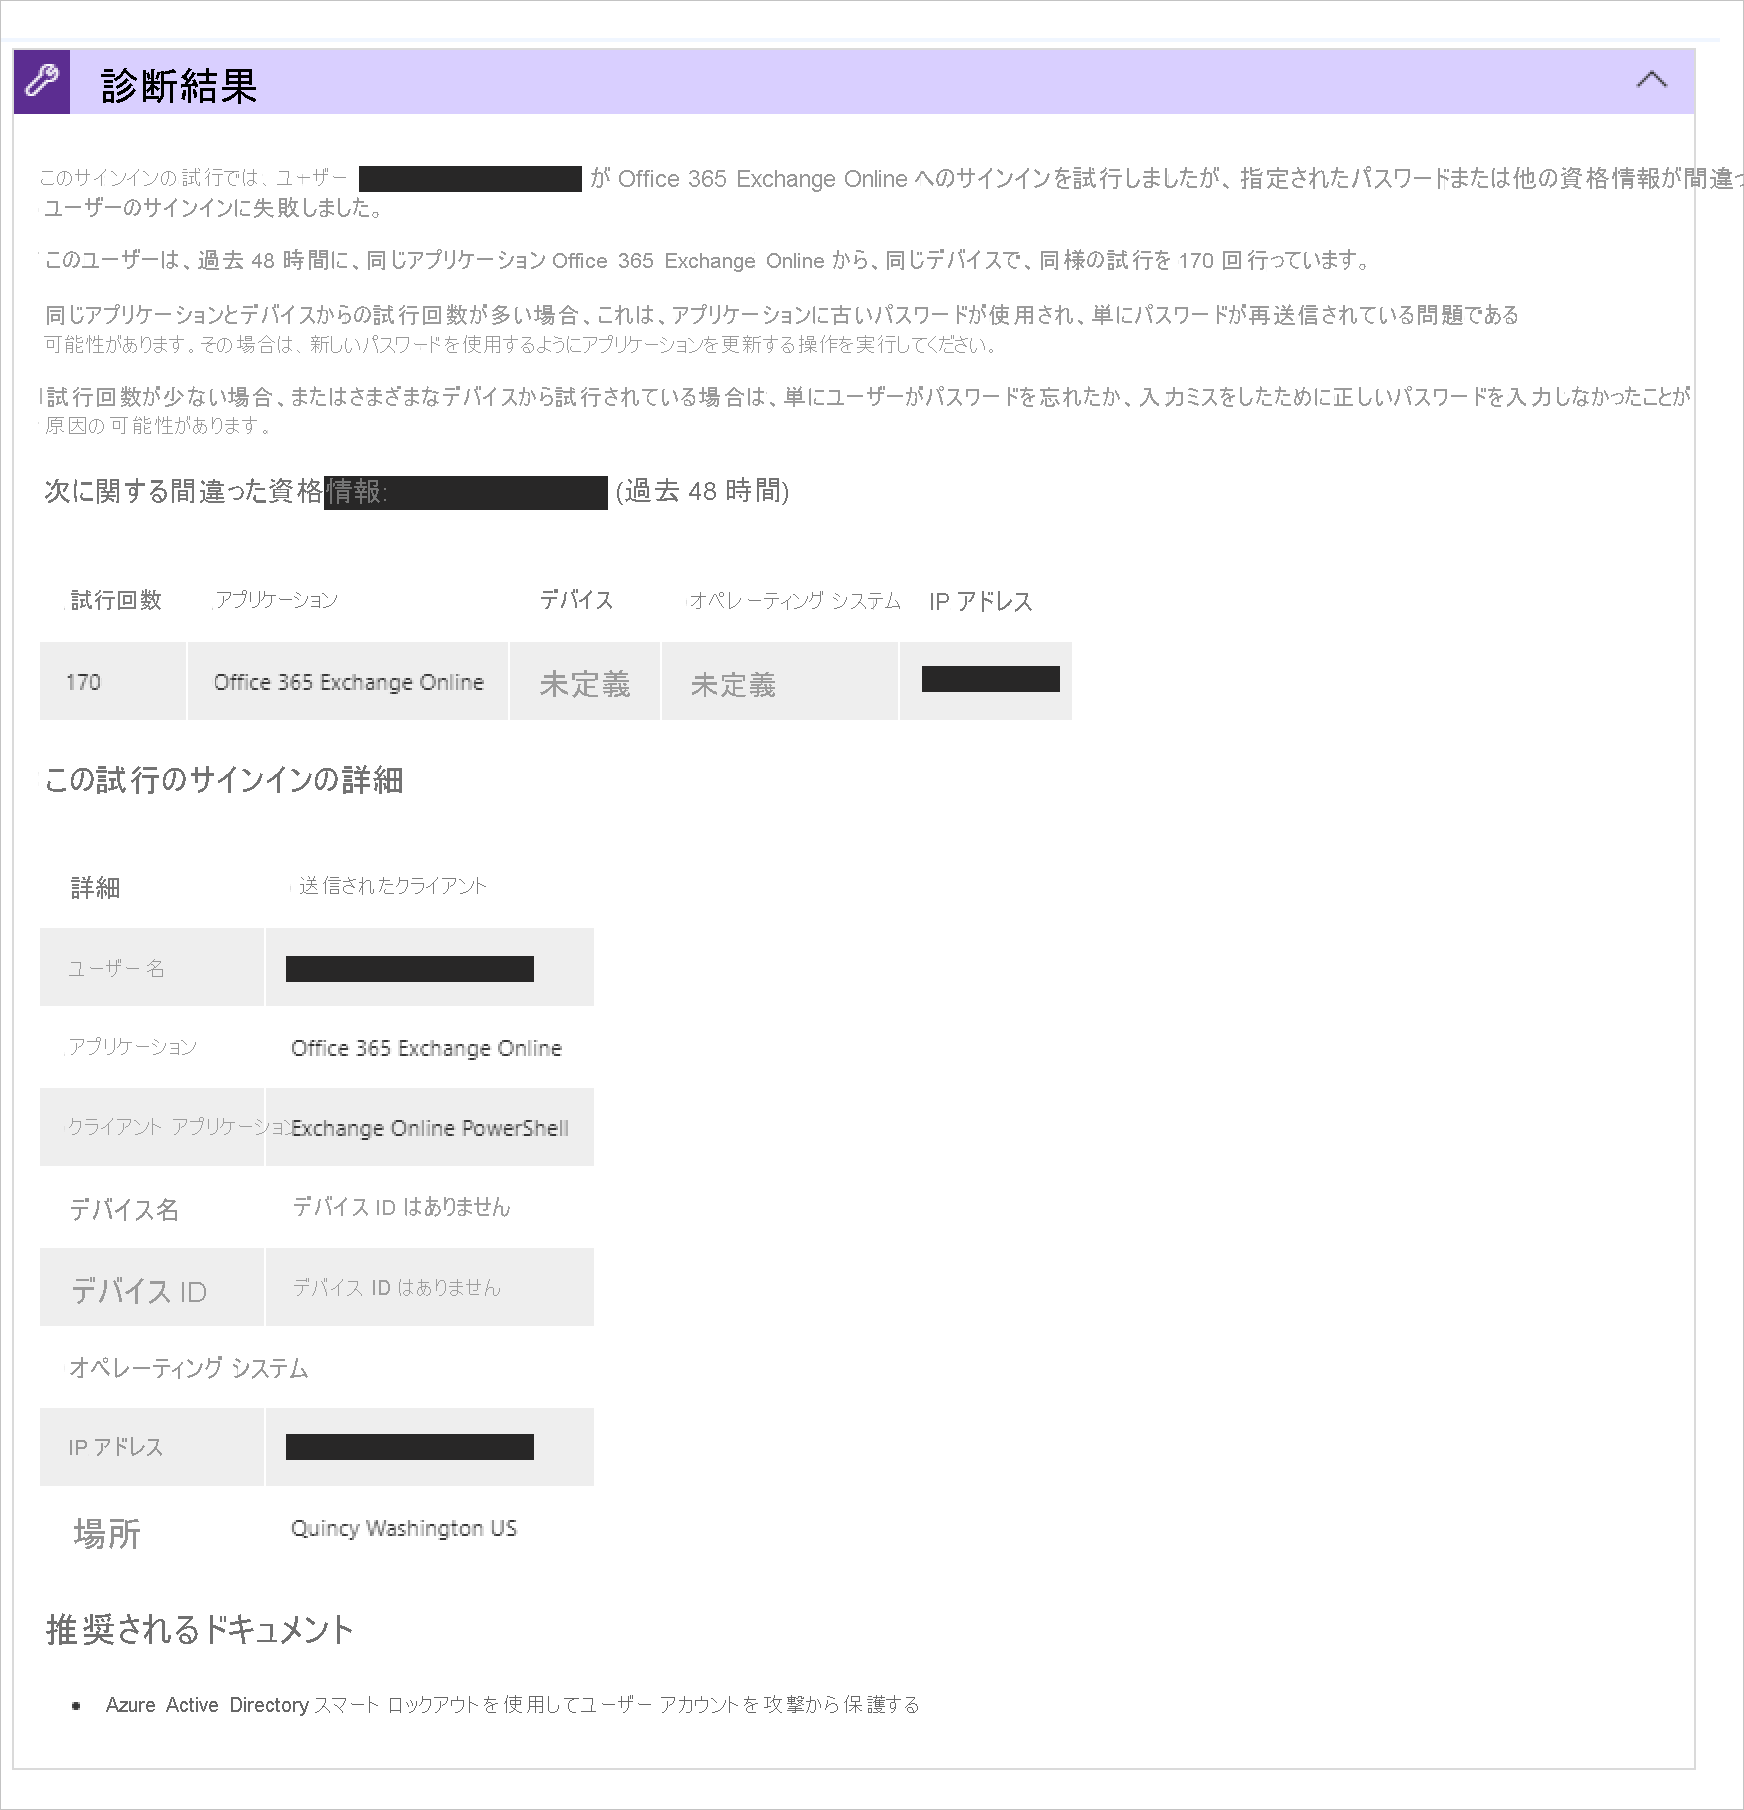 診断結果
このサインインの試行では、ユーザー が Office 365 Exchange Online へのサインインを試行しましたが、指定されたパスワードまたは他の資格情報が間違っ
ユーザーのサインインに失敗しました。
このユーザーは、過去 48 時間に、同じアプリケーション Office 365 Exchange Online から、同じデバイスで、同様の試行を 170 回行っています。
同じアプリケーションとデバイスからの試行回数が多い場合、これは、アプリケーションに古いパスワードが使用され、単にパスワードが再送信されている問題である
可能性があります。その場合は、新しいパスワードを使用するようにアプリケーションを更新する操作を実行してください。
試行回数が少ない場合、またはさまざまなデバイスから試行されている場合は、単にユーザーがパスワードを忘れたか、入力ミスをしたために正しいパスワードを入力しなかったことが
原因の可能性があります。
次に関する間違った資格情報: (過去 48 時間)
試行回数 アプリケーション デバイス オペレーティング システム IP アドレス
170 Office 365 Exchange Online 未定義 未定義
この試行のサインインの詳細
詳細 送信されたクライアント
ユーザー名
アプリケーション Office 365 Exchange Online
クライアント アプリケーション Exchange Online PowerShell
デバイス名 デバイス ID はありません
デバイス ID デバイス ID はありません
オペレーティング システム
IP アドレス
場所 Quincy Washington US
推奨されるドキュメント
• Azure Active Directory スマート ロックアウトを使用してユーザー アカウントを攻撃から保護する